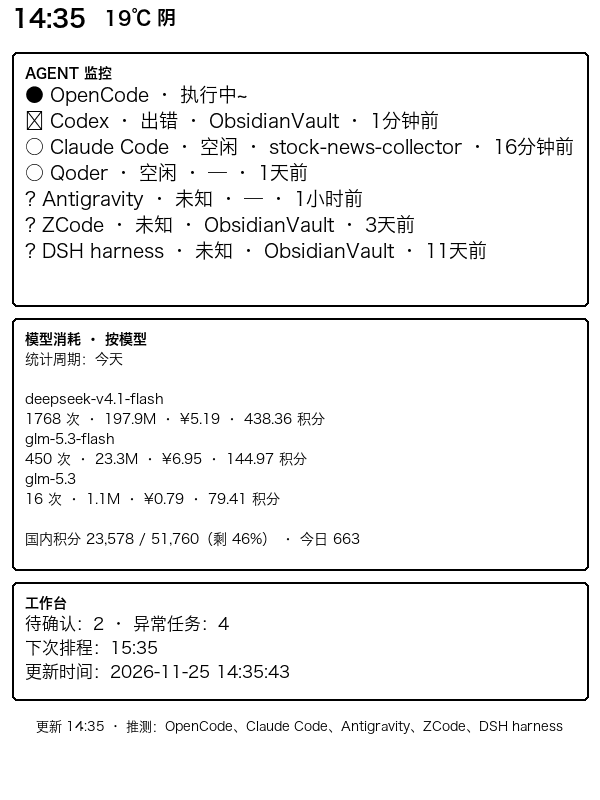 14:35 19℃ 阴
AGENT 监控
● OpenCode · 执行中~
☒ Codex · 出错 · ObsidianVault · 1分钟前
○ Claude Code · 空闲 · stock-news-collector · 16分钟前
○ Qoder · 空闲 · — · 1天前
? Antigravity · 未知 · — · 1小时前
? ZCode · 未知 · ObsidianVault · 3天前
? DSH harness · 未知 · ObsidianVault · 11天前
模型消耗 · 按模型
统计周期：今天
deepseek-v4.1-flash
1768 次 · 197.9M · ¥5.19 · 438.36 积分
glm-5.3-flash
450 次 · 23.3M · ¥6.95 · 144.97 积分
glm-5.3
16 次 · 1.1M · ¥0.79 · 79.41 积分
国内积分 23,578 / 51,760（剩 46%） · 今日 663
工作台
待确认：2 · 异常任务：4
下次排程：15:35
更新时间：2026-11-25 14:35:43
更新 14:35 · 推测：OpenCode、Claude Code、Antigravity、ZCode、DSH harness